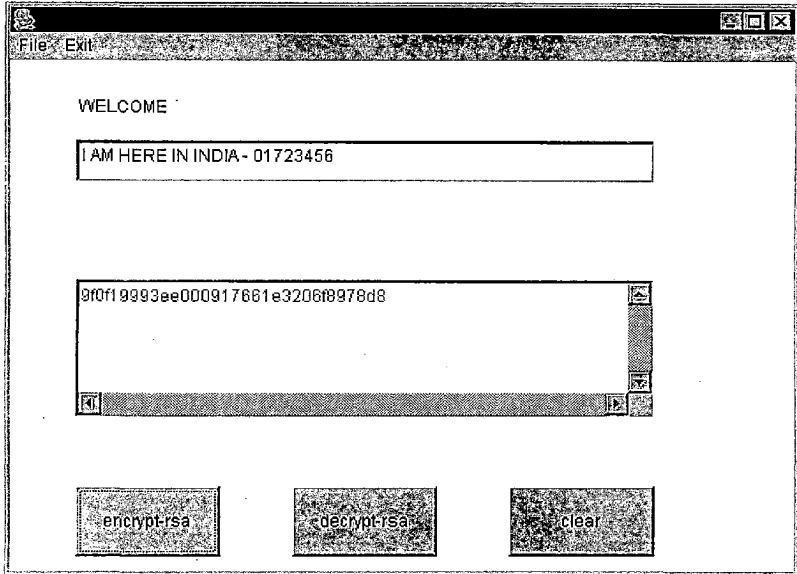 File Exit
WELCOME
I AM HERE IN INDIA - 01723456
9f0f19993ee000917661e3206f8978d8
encrypt-rsa decrypt-rsa clear